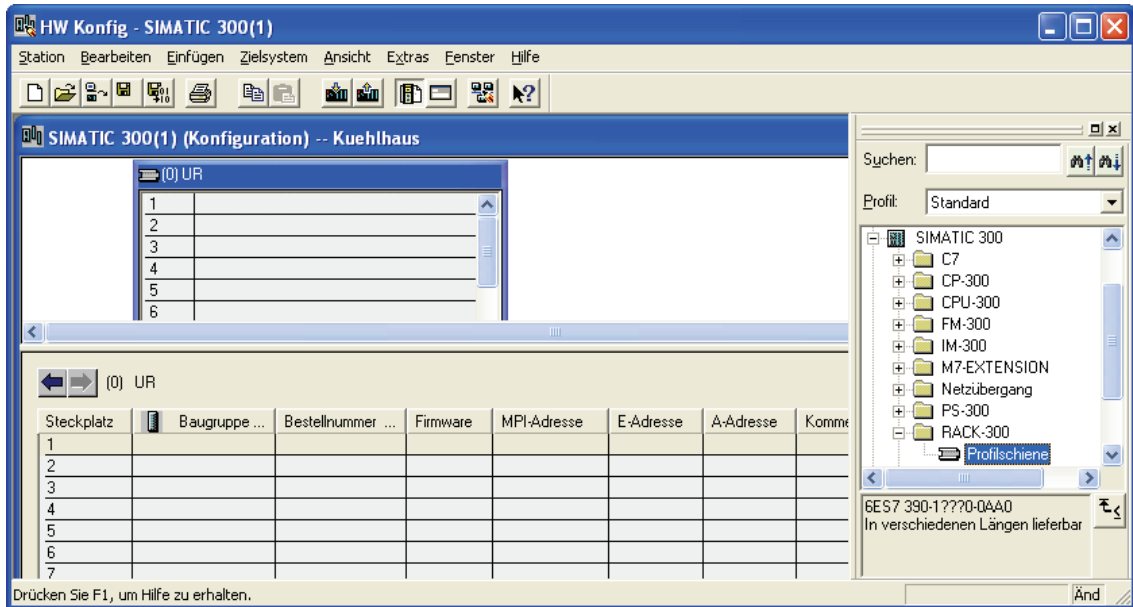 HW Konfig - SIMATIC 300(1)
Station Bearbeiten Einfügen Zielsystem Ansicht Extras Fenster Hilfe
SIMATIC 300(1) (Konfiguration) -- Kuehlhaus
(0) UR
1
2
3
4
5
6
(0) UR
Steckplatz Baugruppe ... Bestellnummer ... Firmware MPI-Adresse E-Adresse A-Adresse Komme
1
2
3
4
5
6
7
Suchen:
Profil: Standard
SIMATIC 300
C7
CP-300
CPU-300
FM-300
IM-300
M7-EXTENSION
Netzübergang
PS-300
RACK-300
Profilschiene
6ES7 390-1???0-0AA0
In verschiedenen Längen lieferbar
Drücken Sie F1, um Hilfe zu erhalten. Änd